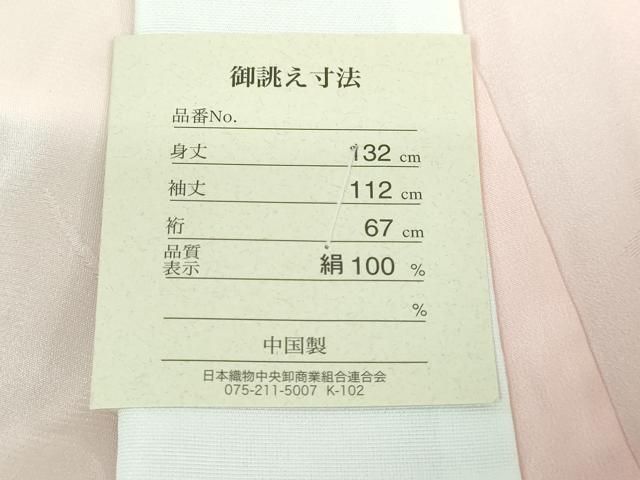 御誂え寸法
品番No.
身丈 132 cm
袖丈 112 cm
裄 67 cm
品質表示 絹 100 %
%
中国製
日本織物中央卸商業組合連合会
075-211-5007 K-102